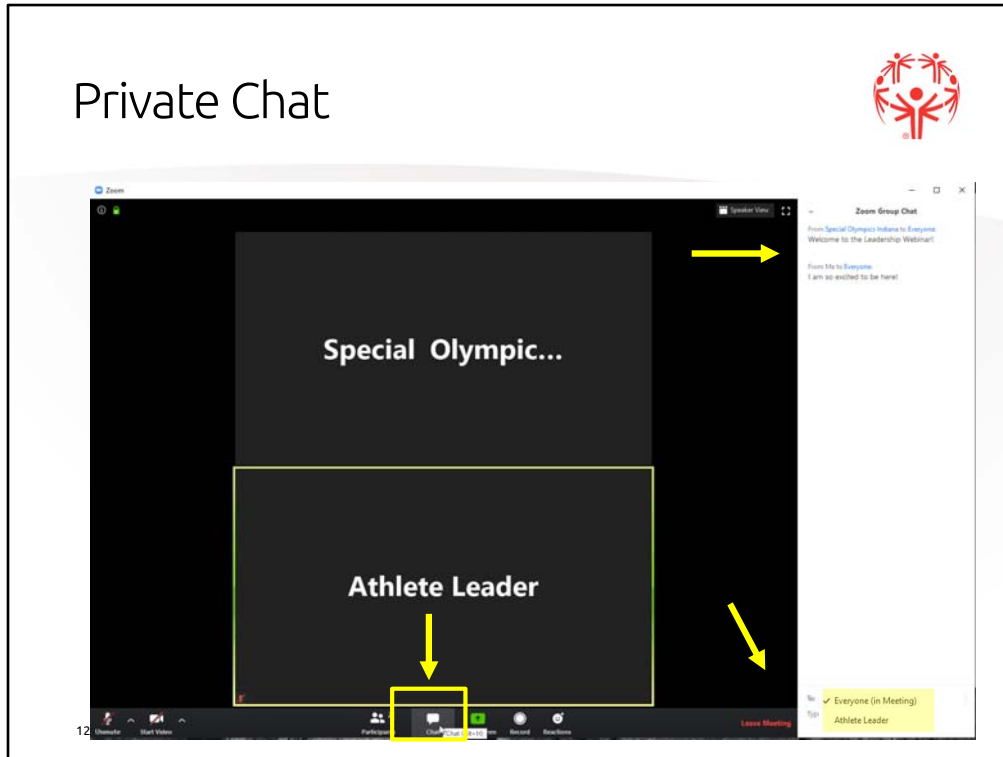 Private Chat
®
Zoom
Speaker View
Zoom Group Chat
From Special Olympics Indiana to Everyone:
Welcome to the Leadership Webinar!
From Me to Everyone:
I am so excited to be here!
Special Olympic...
Athlete Leader
To:
Everyone (in Meeting)
Athlete Leader
12
Unmute
Start Video
Participants
Chat
Record
Reactions
Leave Meeting